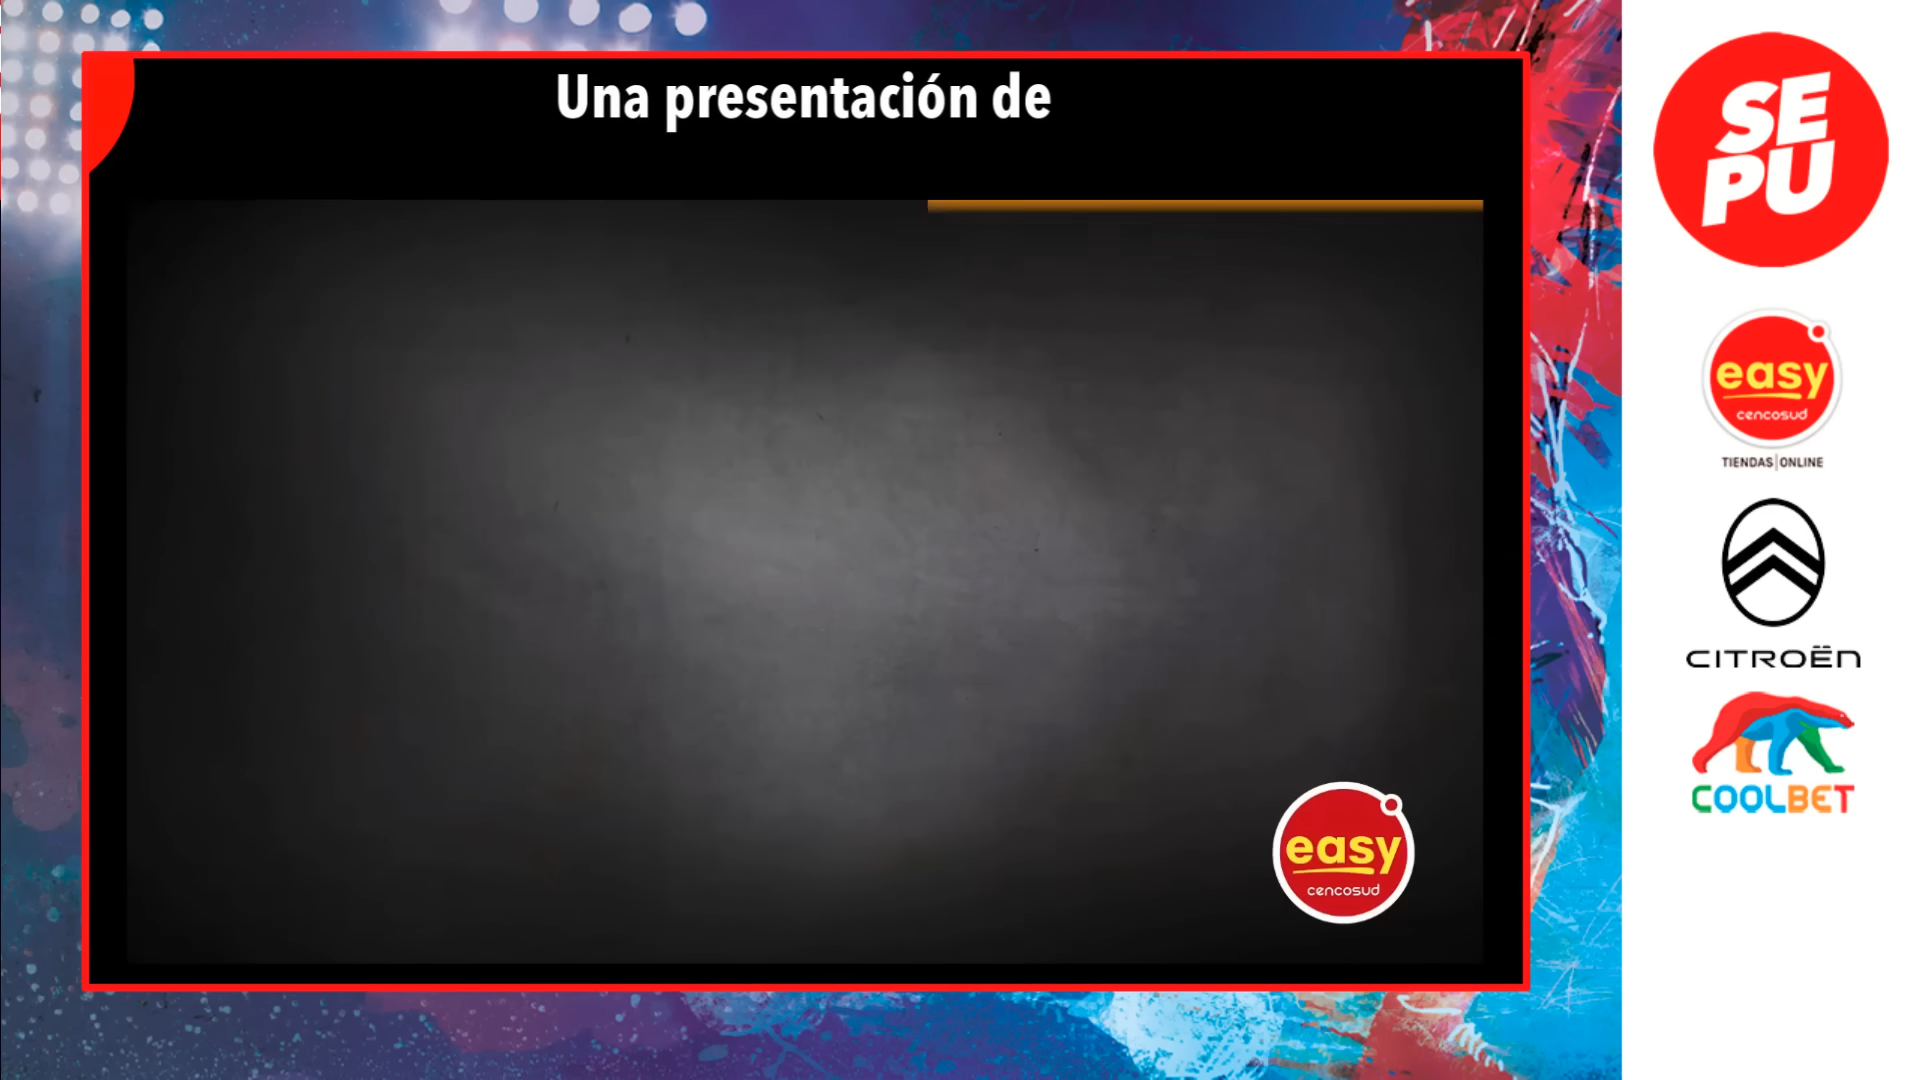 Una presentación de
easy
cencosud
SE
PU
easy
cencosud
TIENDAS|ONLINE
CITROËN
COOLBET